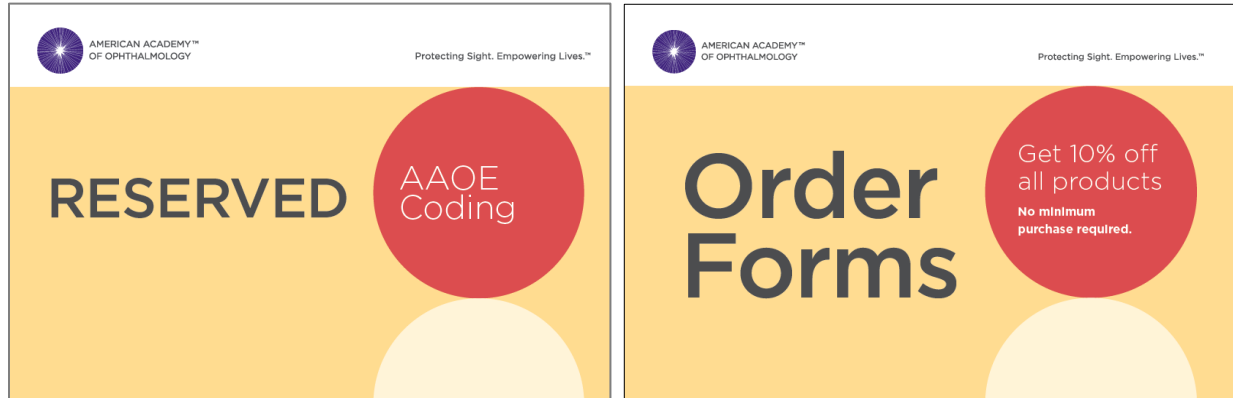 AMERICAN ACADEMY™
OF OPHTHALMOLOGY
Protecting Sight. Empowering Lives.™
RESERVED
AAOE
Coding
AMERICAN ACADEMY™
OF OPHTHALMOLOGY
Protecting Sight. Empowering Lives.™
Order
Forms
Get 10% off
all products
No minimum
purchase required.